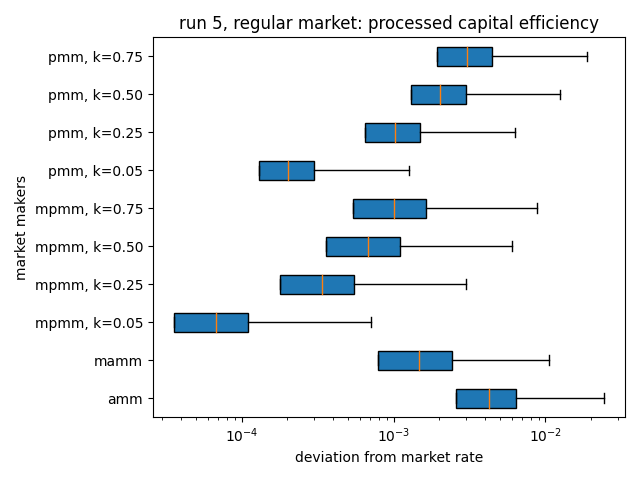 run 5, regular market: processed capital efficiency
pmm, k=0.75
pmm, k=0.50
pmm, k=0.25
pmm, k=0.05
mpmm, k=0.75
mpmm, k=0.50
mpmm, k=0.25
mpmm, k=0.05
mamm
amm
market makers
10⁻⁴ 10⁻³ 10⁻²
deviation from market rate